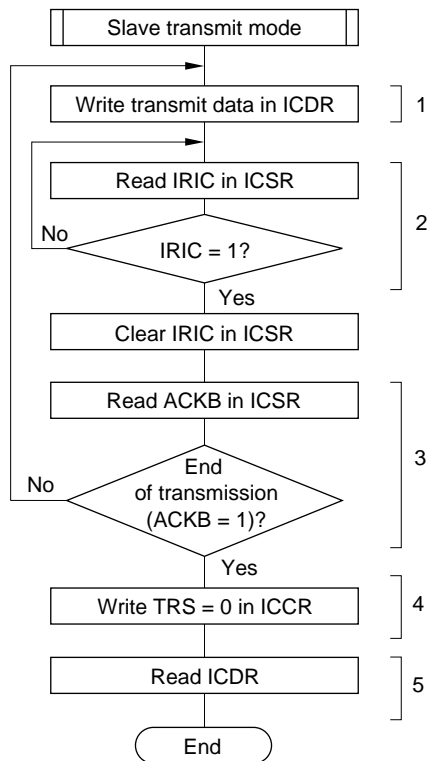 Slave transmit mode
Write transmit data in ICDR
1
Read IRIC in ICSR
2
No
IRIC = 1?
Yes
Clear IRIC in ICSR
Read ACKB in ICSR
3
End
No
of transmission
(ACKB = 1)?
Yes
Write TRS = 0 in ICCR
4
Read ICDR
5
End